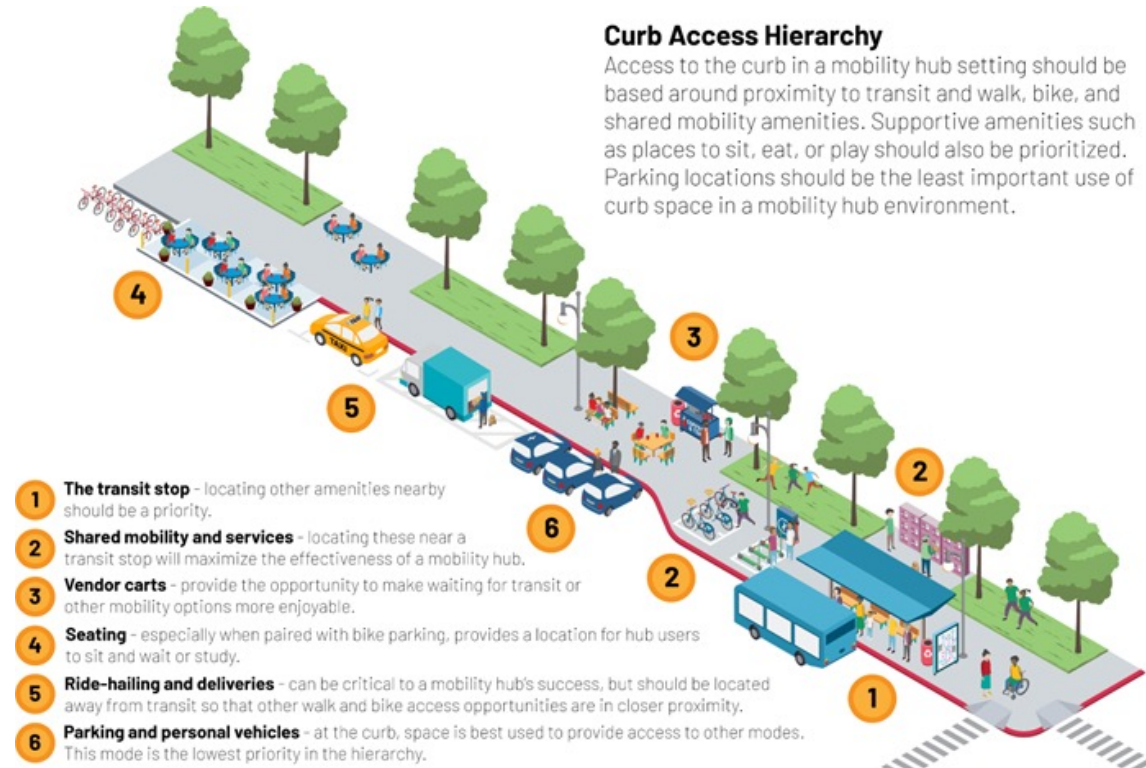 Curb Access Hierarchy
Access to the curb in a mobility hub setting should be
based around proximity to transit and walk, bike, and
shared mobility amenities. Supportive amenities such
as places to sit, eat, or play should also be prioritized.
Parking locations should be the least important use of
curb space in a mobility hub environment.
3
4
TAXI
5
2
6
2
1
1 The transit stop - locating other amenities nearby
should be a priority.
2 Shared mobility and services - locating these near a
transit stop will maximize the effectiveness of a mobility hub.
3 Vendor carts - provide the opportunity to make waiting for transit or
other mobility options more enjoyable.
4 Seating - especially when paired with bike parking, provides a location for hub users
to sit and wait or study.
5 Ride-hailing and deliveries - can be critical to a mobility hub's success, but should be located
away from transit so that other walk and bike access opportunities are in closer proximity.
6 Parking and personal vehicles - at the curb, space is best used to provide access to other modes.
This mode is the lowest priority in the hierarchy.